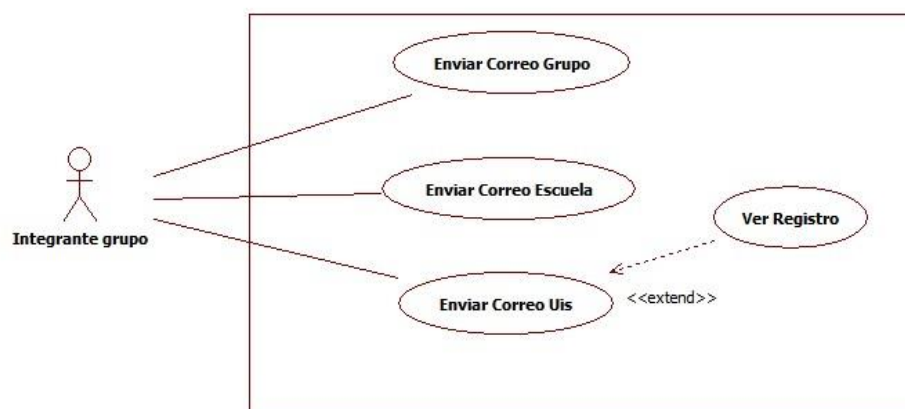 Enviar Correo Grupo
Enviar Correo Escuela
Ver Registro
Integrante grupo
Enviar Correo Uis
<<extend>>